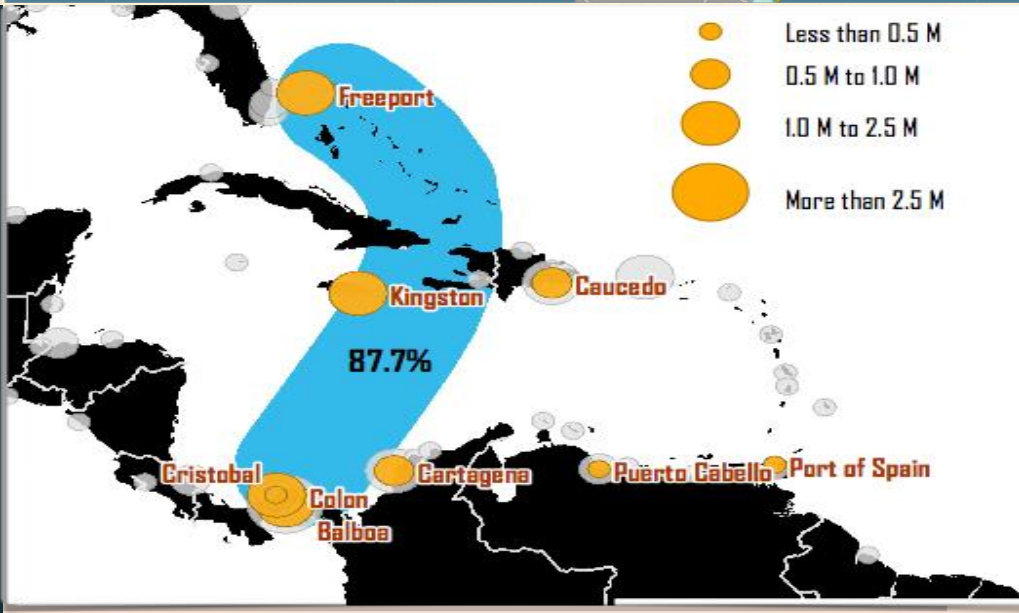 Less than 0.5 M
0.5 M to 1.0 M
1.0 M to 2.5 M
More than 2.5 M
Freeport
Kingston
Caucedo
87.7%
Cristobal
Colon
Balboa
Cartagena
Puerto Cabello
Port of Spain